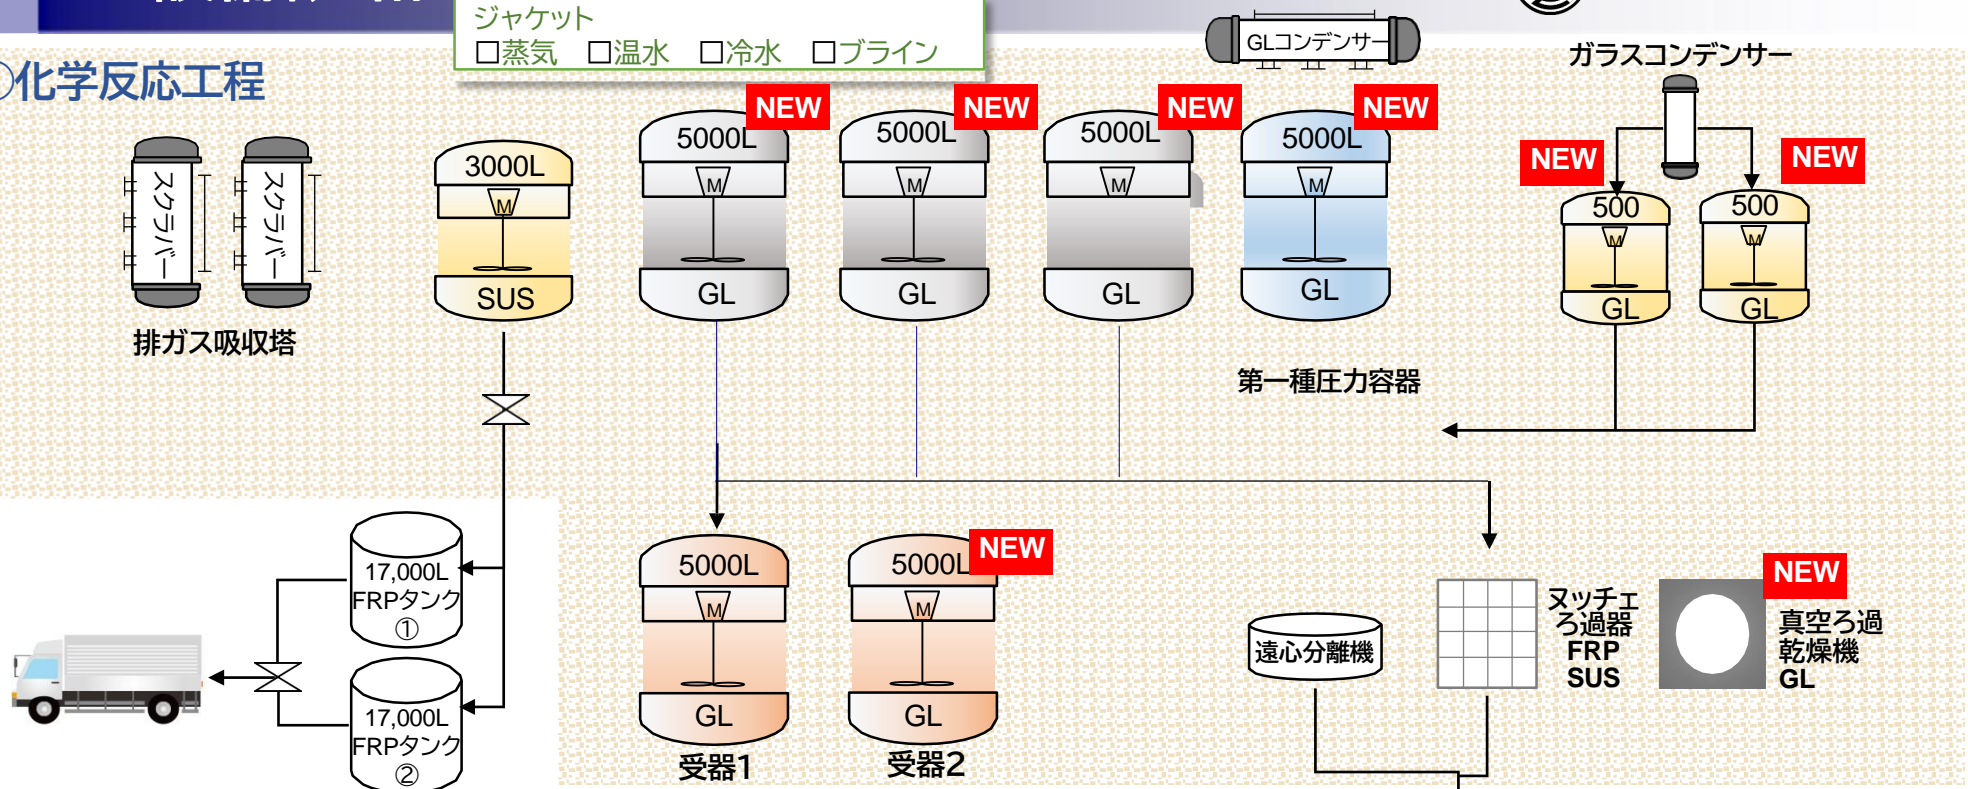 ジャケット
□蒸気 □温水 □冷水 □ブライン
○化学反応工程
GLコンデンサー
ガラスコンデンサー
NEW
NEW
NEW
NEW
NEW
NEW
スクラバー
スクラバー
排ガス吸収塔
3000L
M
SUS
5000L
M
GL
5000L
M
GL
5000L
M
GL
5000L
M
GL
第一種圧力容器
500
M
GL
500
M
GL
17,000L
FRPタンク
①
17,000L
FRPタンク
②
5000L
M
GL
受器1
NEW
5000L
M
GL
受器2
遠心分離機
ヌッチェ
ろ過器
FRP
SUS
NEW
真空ろ過
乾燥機
GL